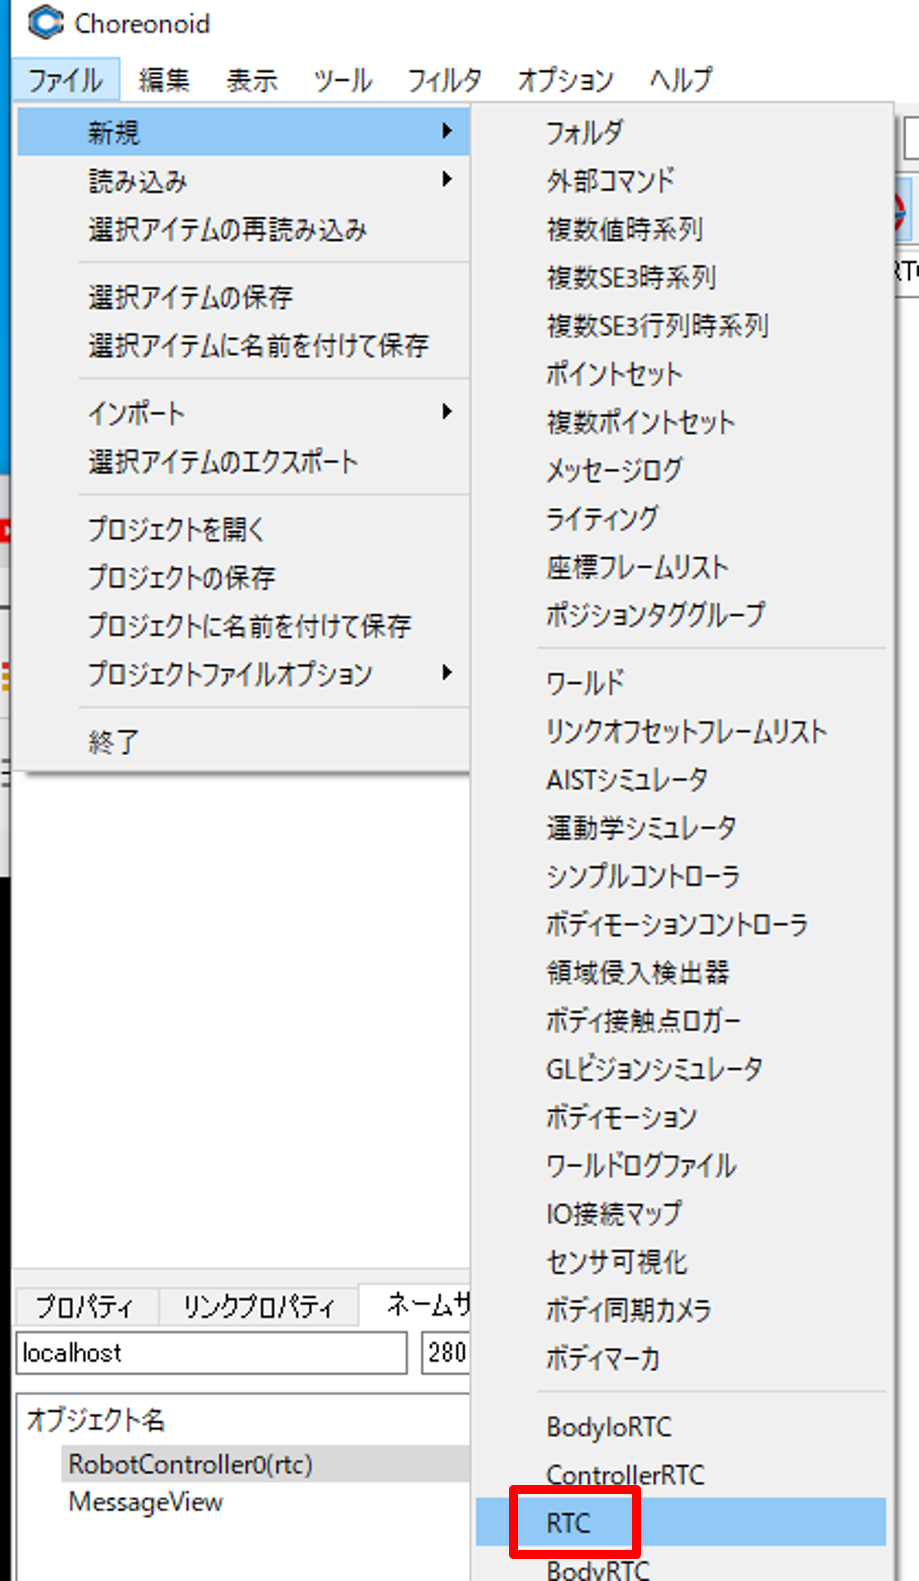 Choreonoid
ファイル 編集 表示 ツール フィルタ オプション ヘルプ
新規
読み込み
選択アイテムの再読み込み
選択アイテムの保存
選択アイテムに名前を付けて保存
インポート
選択アイテムのエクスポート
プロジェクトを開く
プロジェクトの保存
プロジェクトに名前を付けて保存
プロジェクトファイルオプション
終了
フォルダ
外部コマンド
複数値時系列
複数SE3時系列
複数SE3行列時系列
ポイントセット
複数ポイントセット
メッセージログ
ライティング
座標フレームリスト
ポジションタググループ
ワールド
リンクオフセットフレームリスト
AISTシミュレータ
運動学シミュレータ
シンプルコントローラ
ボディモーションコントローラ
領域侵入検出器
ボディ接触点ロガー
GLビジョンシミュレータ
ボディモーション
ワールドログファイル
IO接続マップ
センサ可視化
ボディ同期カメラ
ボディマーカ
BodyIoRTC
ControllerRTC
RTC
BodyRTC
プロパティ リンクプロパティ ネームサ
localhost 280
オブジェクト名
RobotController0(rtc)
MessageView